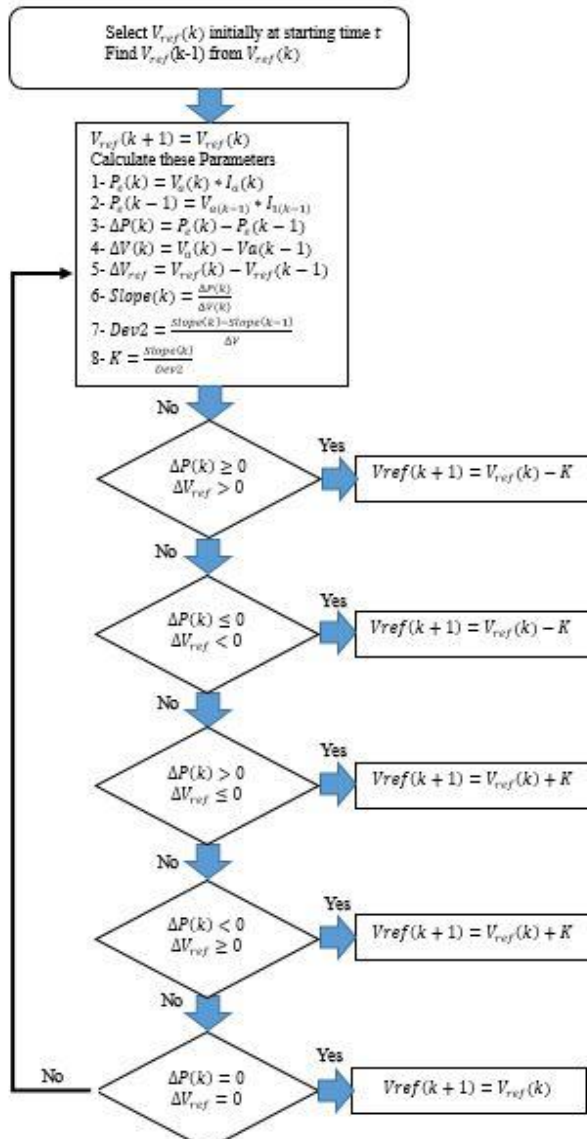 Select V_ref(k) initially at starting time t
Find V_ref(k-1) from V_ref(k)
V_ref(k + 1) = V_ref(k)
Calculate these Parameters
1- P_e(k) = V_a(k) * I_a(k)
2- P_e(k − 1) = V_a(k−1) * I_1(k−1)
3- ΔP(k) = P_e(k) − P_e(k − 1)
4- ΔV(k) = V_a(k) − Va(k − 1)
5- ΔV_ref = V_ref(k) − V_ref(k − 1)
6- Slope(k) = ΔP(k)/ΔV(k)
7- Dev2 = Slope(k)−Slope(k−1)/ΔV
8- K = Slope(k)/Dev2
No
ΔP(k) ≥ 0
ΔV_ref > 0
Yes
Vref(k + 1) = V_ref(k) − K
No
ΔP(k) ≤ 0
ΔV_ref < 0
Yes
Vref(k + 1) = V_ref(k) − K
No
ΔP(k) > 0
ΔV_ref ≤ 0
Yes
Vref(k + 1) = V_ref(k) + K
No
ΔP(k) < 0
ΔV_ref ≥ 0
Yes
Vref(k + 1) = V_ref(k) + K
No
ΔP(k) = 0
ΔV_ref = 0
Yes
Vref(k + 1) = V_ref(k)
No